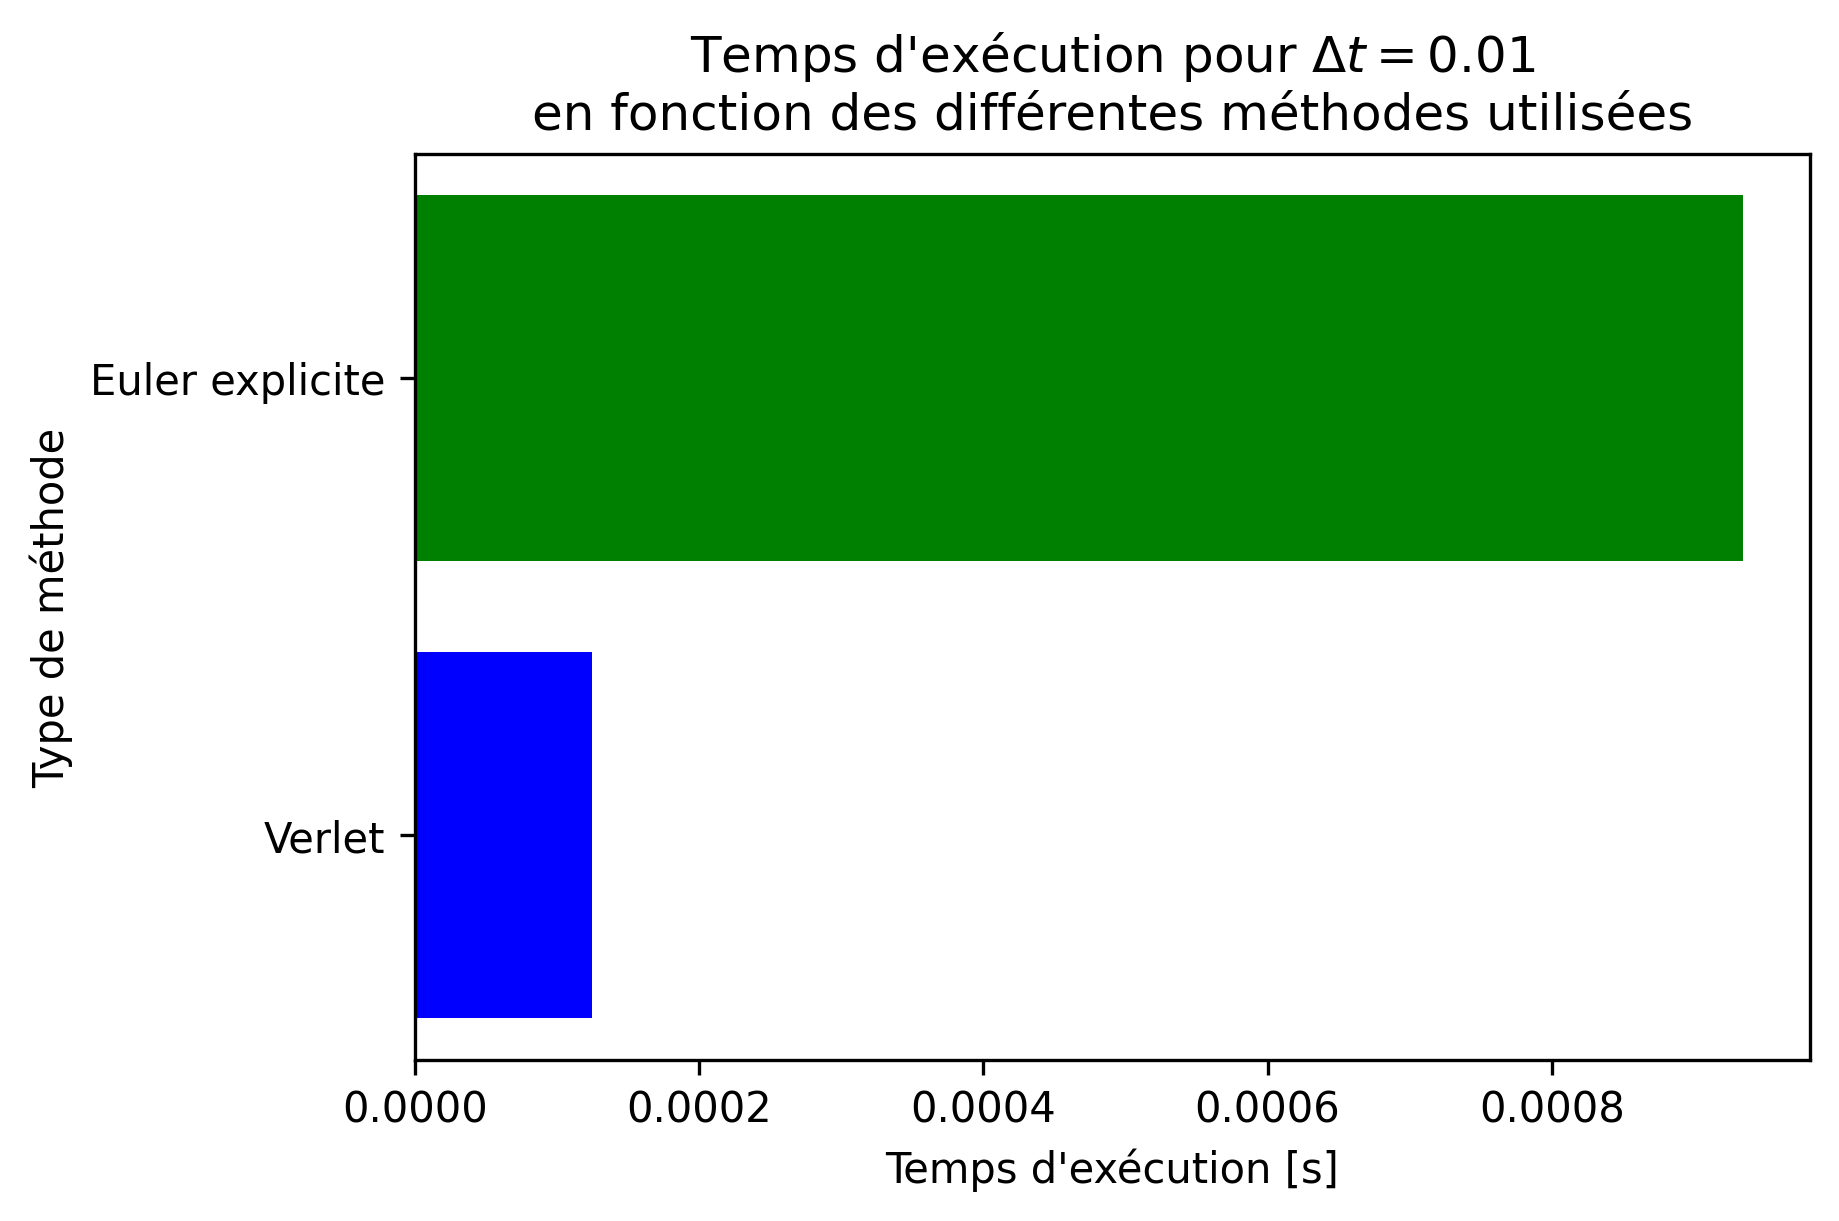 Temps d'exécution pour Δt = 0.01
en fonction des différentes méthodes utilisées
Type de méthode
Euler explicite
Verlet
0.0000 0.0002 0.0004 0.0006 0.0008
Temps d'exécution [s]